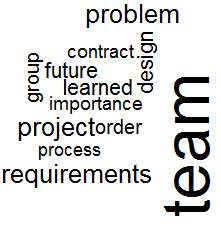 problem
contract.
design
group
future
learned
importance
team
project
order
process
requirements